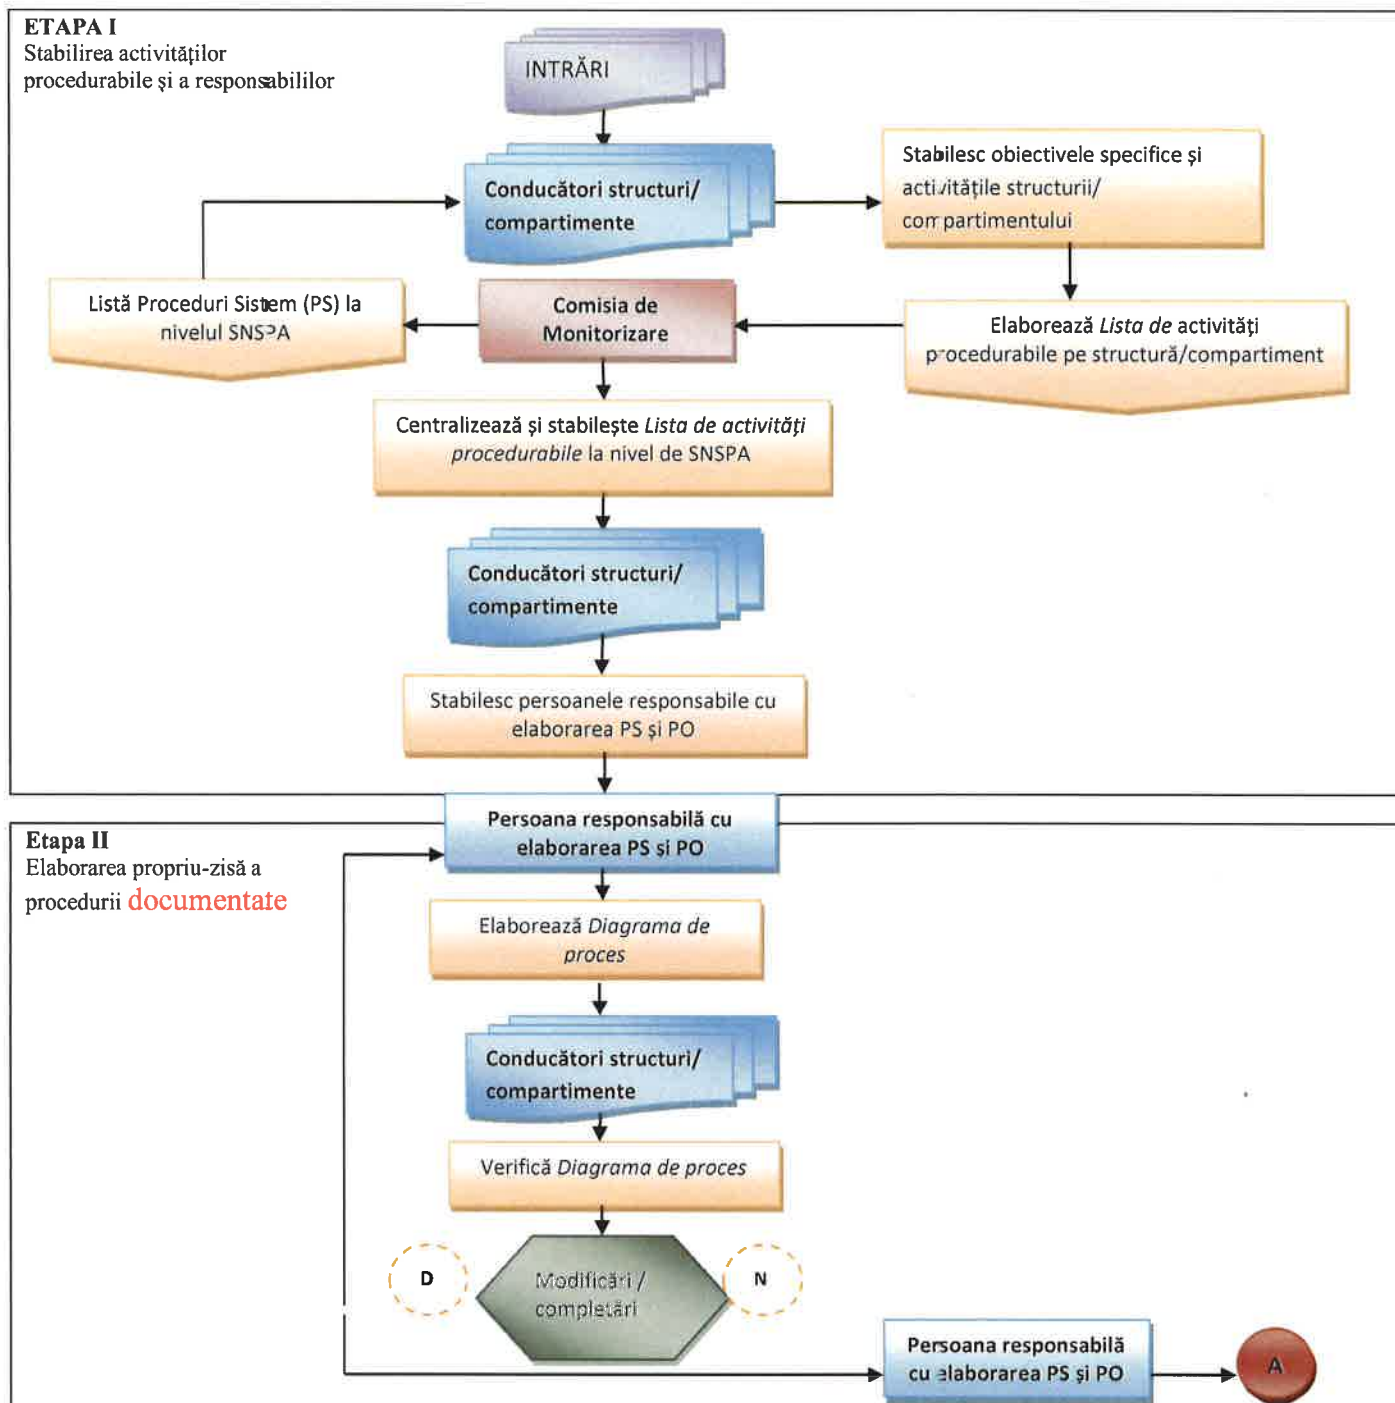 ETAPA I
Stabilirea activităților
procedurabile și a responsabililor
INTRĂRI
Conducători structuri/
compartimente
Stabilesc obiectivele specifice și
activitățile structurii/
compartimentului
Listă Proceduri Sistem (PS) la
nivelul SNSPA
Comisia de
Monitorizare
Elaborează Lista de activități
procedurabile pe structură/compartiment
Centralizează și stabilește Lista de activități
procedurabile la nivel de SNSPA
Conducători structuri/
compartimente
Stabilesc persoanele responsabile cu
elaborarea PS și PO
Persoana responsabilă cu
elaborarea PS și PO
Etapa II
Elaborarea propriu-zisă a
procedurii documentate
Elaborează Diagrama de
proces
Conducători structuri/
compartimente
Verifică Diagrama de proces
D
Modificări /
completări
N
Persoana responsabilă
cu elaborarea PS și PO
A